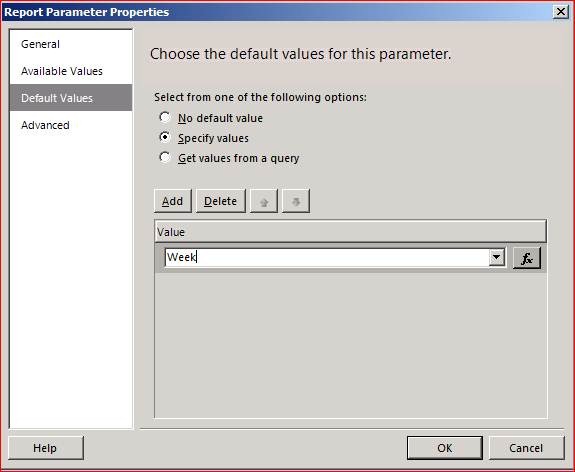 Report Parameter Properties
General
Available Values
Default Values
Advanced
Choose the default values for this parameter.
Select from one of the following options:
No default value
Specify values
Get values from a query
Add Delete
Value
Week
fx
Help OK Cancel